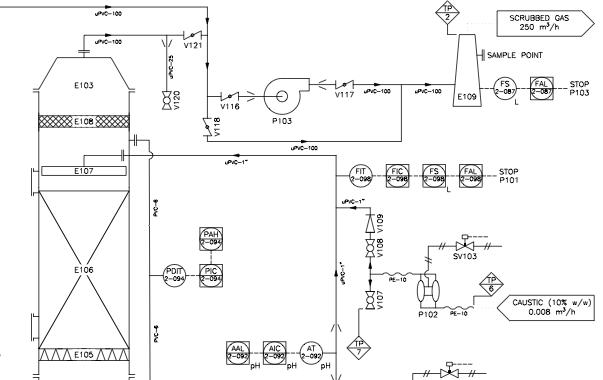 uPVC-100
TP
2
SCRUBBED GAS
250 m³/h
uPVC-100
V121
uPVC-25
SAMPLE POINT
E103
V120
V116
P103
V117
uPVC-100
uPVC-100
E109
FS
2-087
L
FAL
2-087
STOP
P103
E108
V118
uPVC-100
uPVC-1"
E107
FIT
2-098
FIC
2-098
FS
2-098
L
FAL
2-098
STOP
P101
PVC-6
uPVC-1"
V109
PAH
2-094
V108
SV103
E106
PDIT
2-094
PIC
2-094
uPVC-1"
PE-10
TP
6
V107
P102
PE-10
CAUSTIC (10% w/w)
0.008 m³/h
PVC-6
TP
7
E105
AAL
2-092
pH
AIC
2-092
pH
AT
2-092
pH